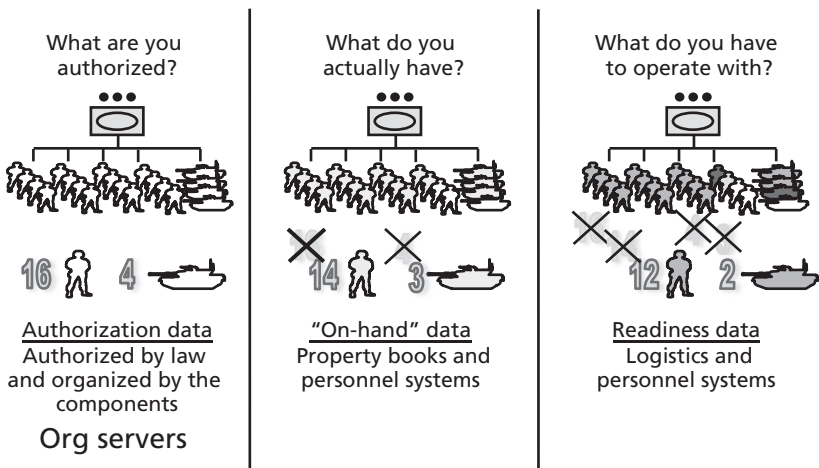 What are you
authorized?
16
4
Authorization data
Authorized by law
and organized by the
components
Org servers
What do you
actually have?
14
3
“On-hand” data
Property books and
personnel systems
What do you have
to operate with?
12
2
Readiness data
Logistics and
personnel systems